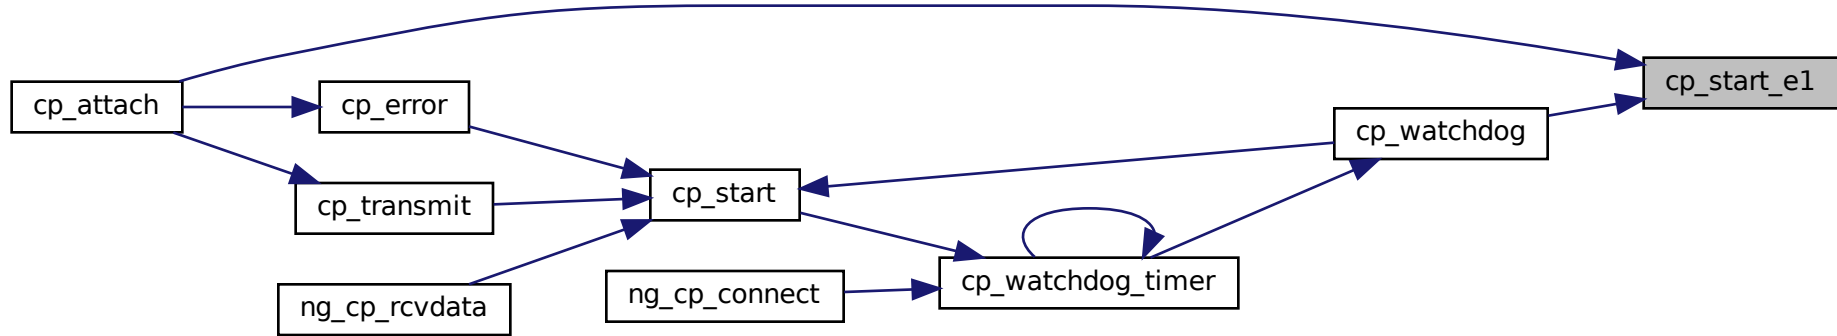 cp_start_e1
cp_attach
cp_error
cp_watchdog
cp_start
cp_transmit
cp_watchdog_timer
ng_cp_connect
ng_cp_rcvdata